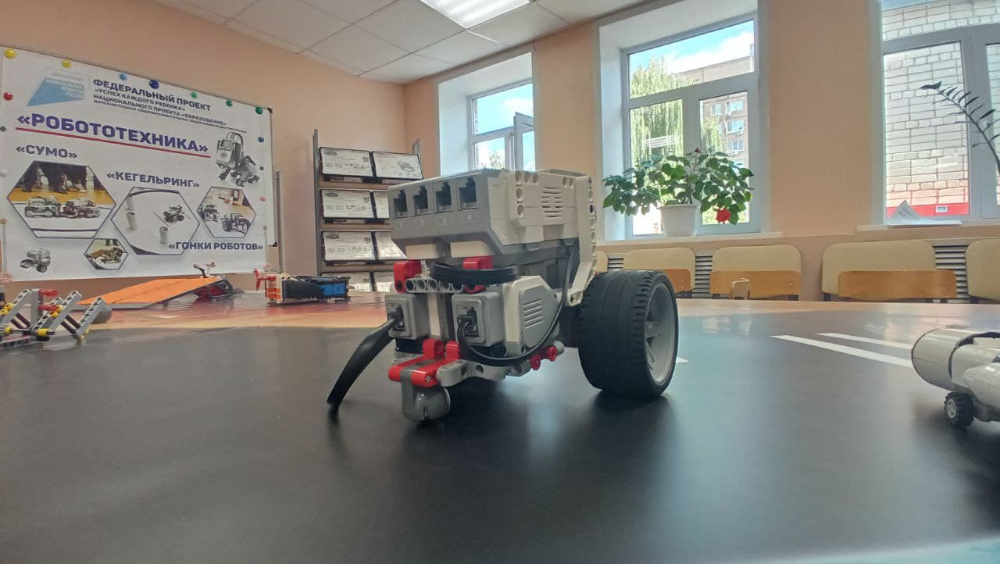 ФЕДЕРАЛЬНЫЙ ПРОЕКТ
«УСПЕХ КАЖДОГО РЕБЕНКА»
НАЦИОНАЛЬНОГО ПРОЕКТА «ОБРАЗОВАНИЕ»
«РОБОТОТЕХНИКА»
«СУМО»
«КЕГЕЛЬРИНГ»
«ГОНКИ РОБОТОВ»